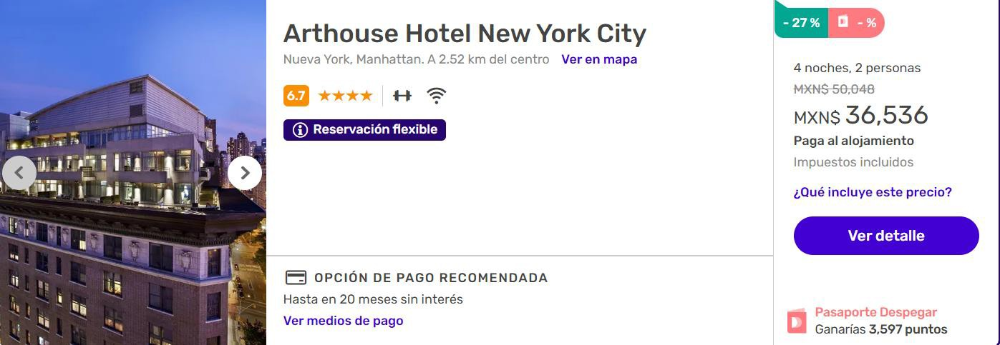 Arthouse Hotel New York City
Nueva York, Manhattan. A 2.52 km del centro Ver en mapa
6.7
Reservación flexible
OPCIÓN DE PAGO RECOMENDADA
Hasta en 20 meses sin interés
Ver medios de pago
- 27 % - %
4 noches, 2 personas
MXN$ 50,048
MXN$ 36,536
Paga al alojamiento
Impuestos incluidos
¿Qué incluye este precio?
Ver detalle
Pasaporte Despegar
Ganarías 3,597 puntos